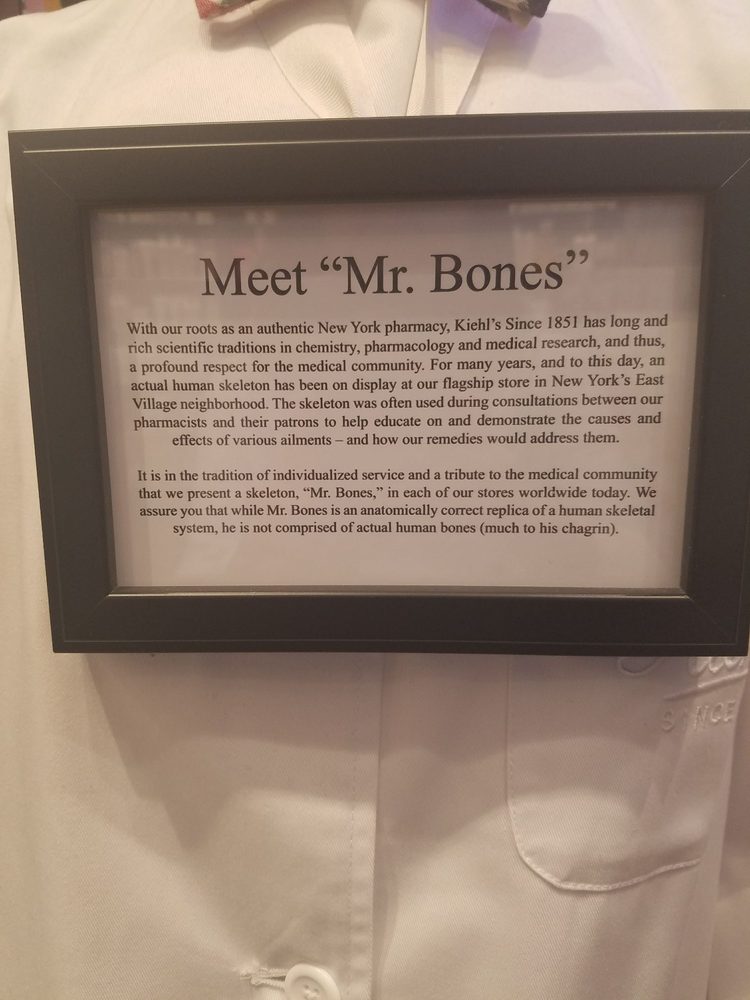 Meet “Mr. Bones”
With our roots as an authentic New York pharmacy, Kiehl’s Since 1851 has long and
rich scientific traditions in chemistry, pharmacology and medical research, and thus,
a profound respect for the medical community. For many years, and to this day, an
actual human skeleton has been on display at our flagship store in New York’s East
Village neighborhood. The skeleton was often used during consultations between our
pharmacists and their patrons to help educate on and demonstrate the causes and
effects of various ailments – and how our remedies would address them.
It is in the tradition of individualized service and a tribute to the medical community
that we present a skeleton, “Mr. Bones,” in each of our stores worldwide today. We
assure you that while Mr. Bones is an anatomically correct replica of a human skeletal
system, he is not comprised of actual human bones (much to his chagrin).
SINCE